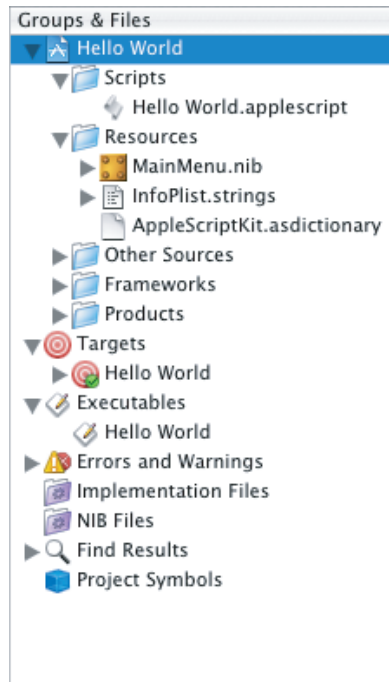 Groups & Files
Hello World
Scripts
Hello World.applescript
Resources
MainMenu.nib
InfoPlist.strings
AppleScriptKit.asdictionary
Other Sources
Frameworks
Products
Targets
Hello World
Executables
Hello World
Errors and Warnings
Implementation Files
NIB Files
Find Results
Project Symbols